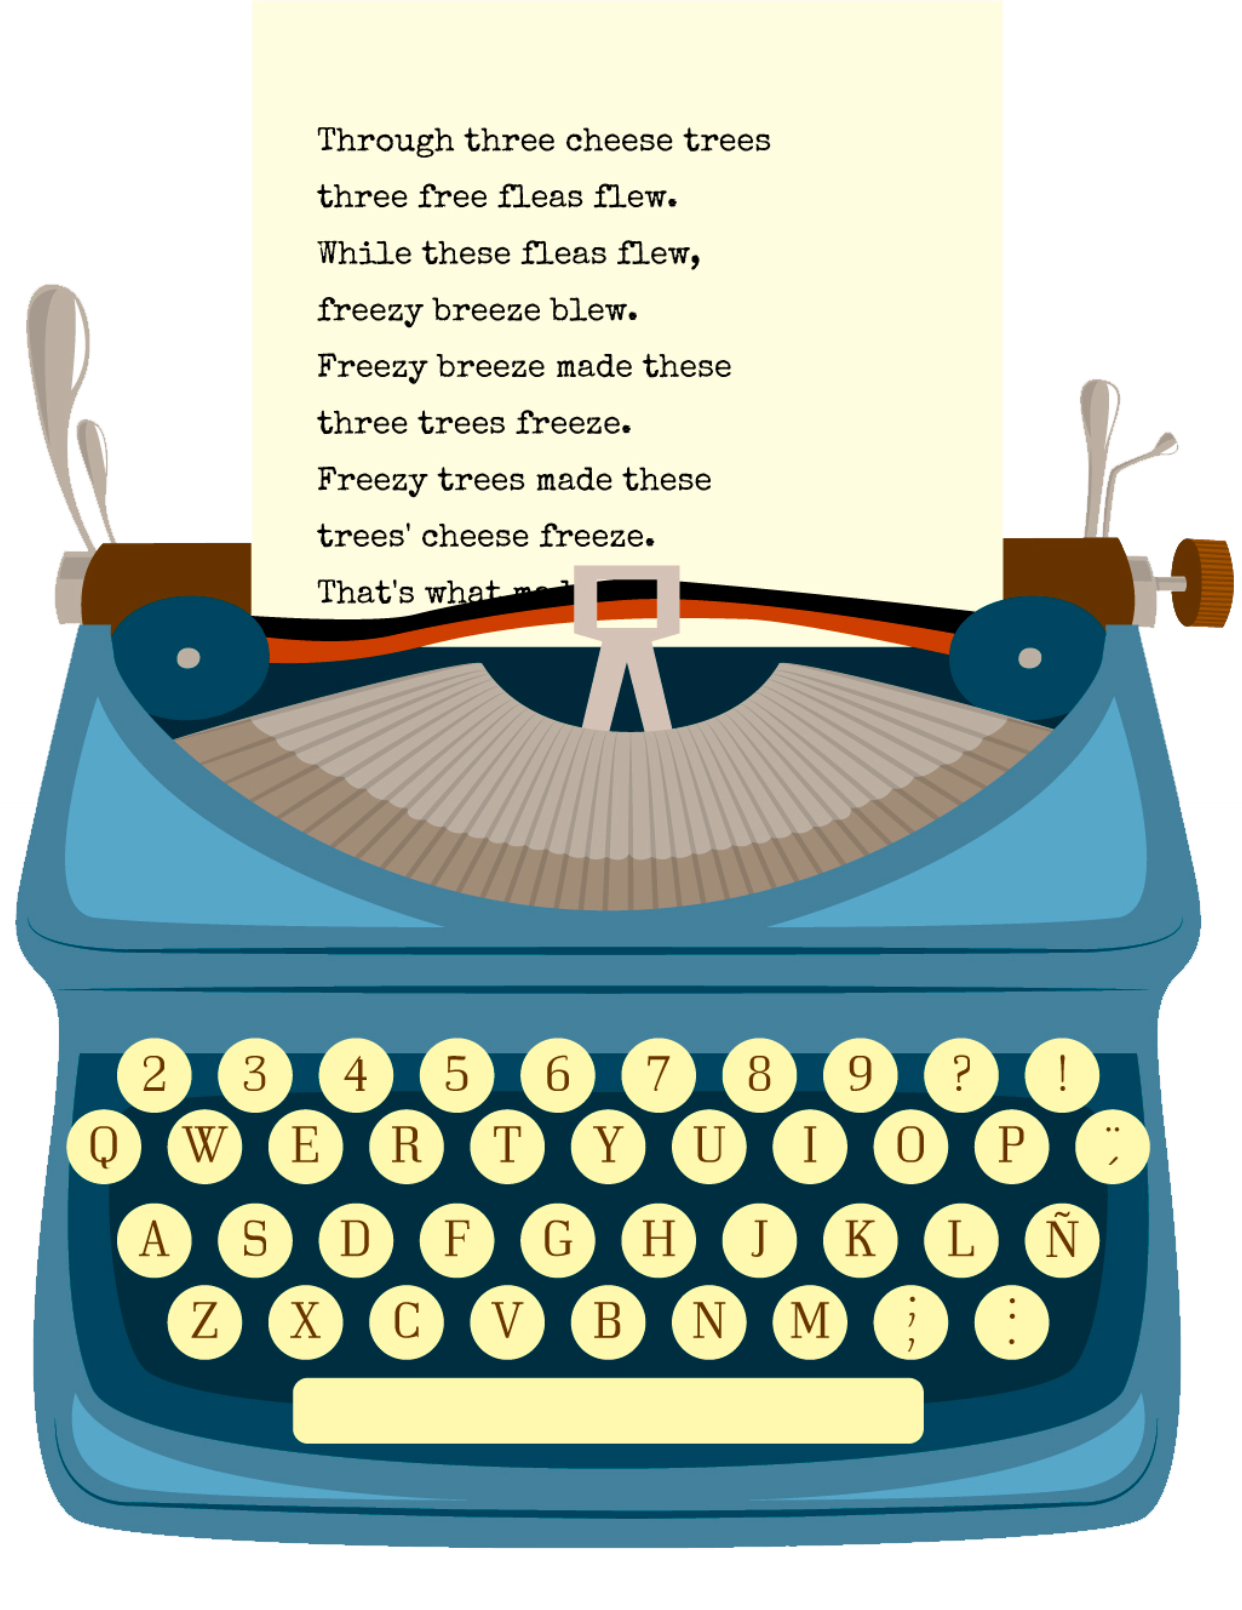 Through three cheese trees
three free fleas flew.
While these fleas flew,
freezy breeze blew.
Freezy breeze made these
three trees freeze.
Freezy trees made these
trees' cheese freeze.
That's what
2 3 4 5 6 7 8 9 ? !
Q W E R T Y U I O P ¨ ´
A S D F G H J K L Ñ
Z X C V B N M ; , : .